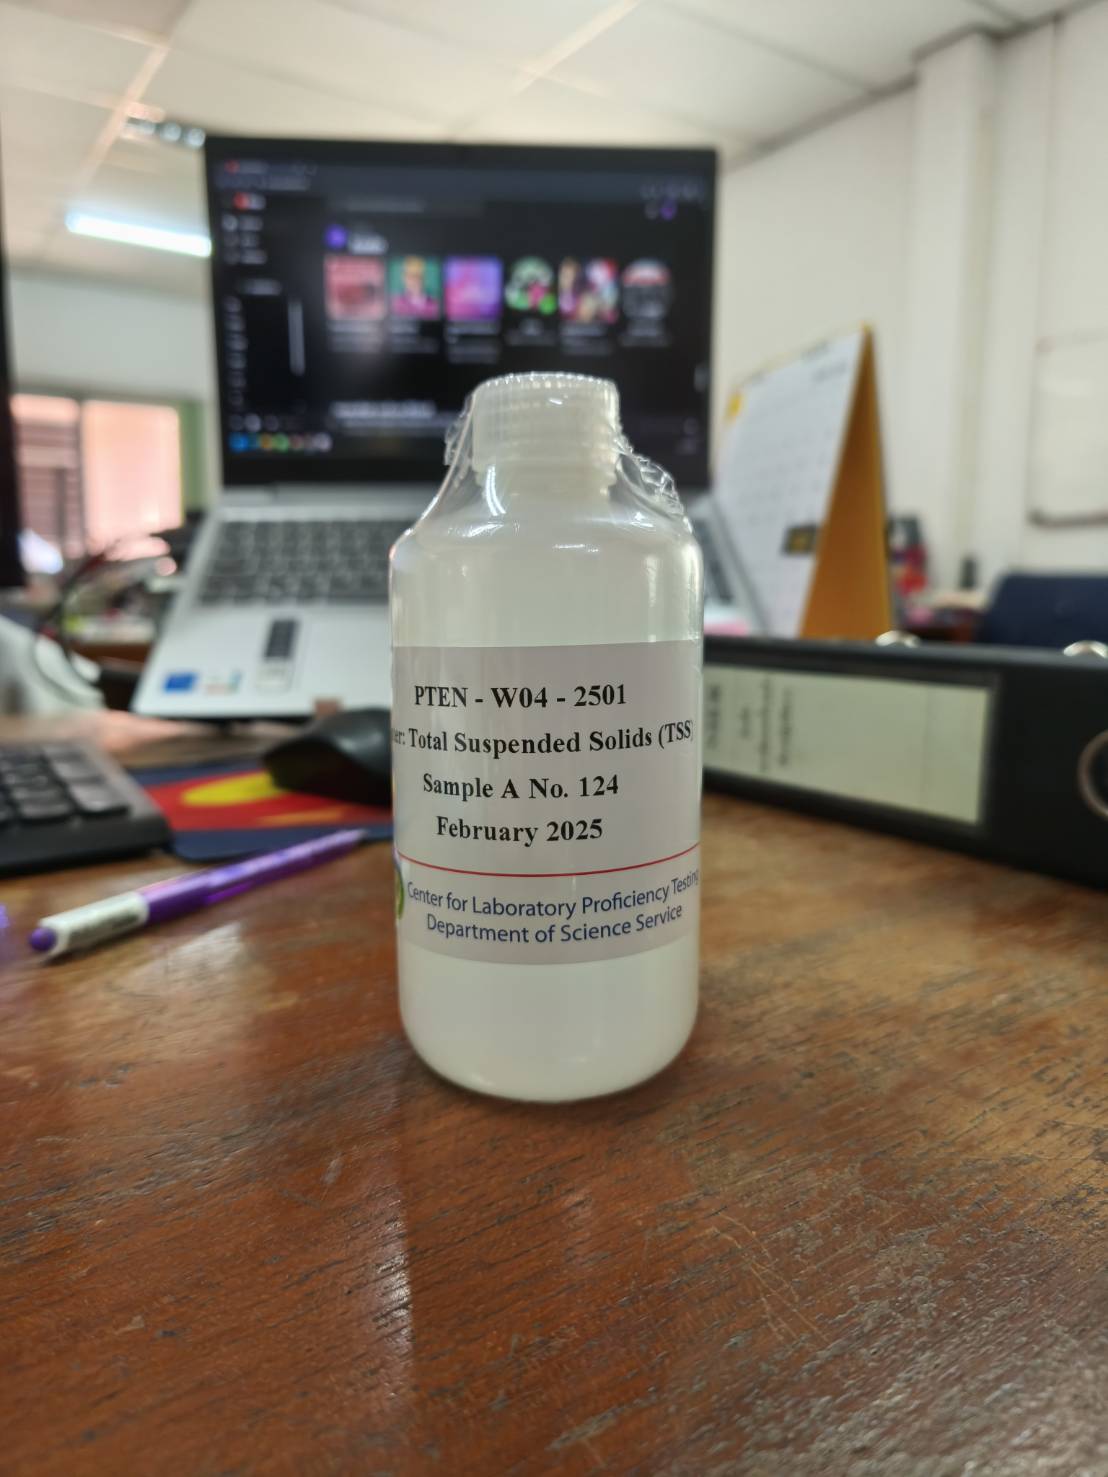 PTEN - W04 - 2501
Total Suspended Solids (TSS
Sample A No. 124
February 2025
Center for Laboratory Proficiency Testing
Department of Science Service